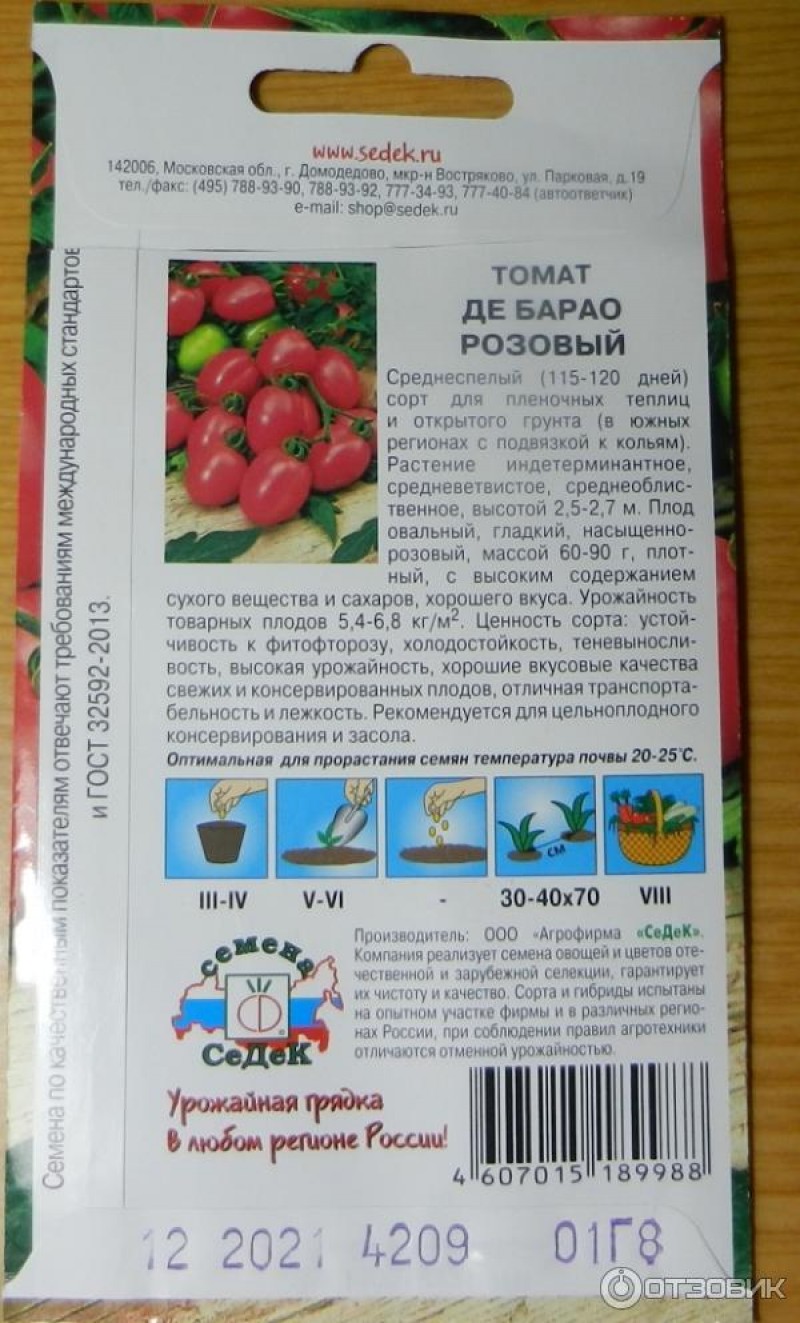 www.sedek.ru
142006, Московская обл., г. Домодедово, мкр-н Востряково, ул. Парковая, д.19
тел./факс: (495) 788-93-90, 788-93-92, 777-34-93, 777-40-84 (автоответчик)
e-mail: shop@sedek.ru
Семена по качественным показателям отвечают требованиям международных стандартов
и ГОСТ 32592-2013.
ТОМАТ
ДЕ БАРАО
РОЗОВЫЙ
Среднеспелый (115-120 дней)
сорт для пленочных теплиц
и открытого грунта (в южных
регионах с подвязкой к кольям).
Растение индетерминантное,
средневетвистое, среднеоблис-
твенное, высотой 2,5-2,7 м. Плод
овальный, гладкий, насыщенно-
розовый, массой 60-90 г, плот-
ный, с высоким содержанием
сухого вещества и сахаров, хорошего вкуса. Урожайность
товарных плодов 5,4-6,8 кг/м². Ценность сорта: устой-
чивость к фитофторозу, холодостойкость, теневыносли-
вость, высокая урожайность, хорошие вкусовые качества
свежих и консервированных плодов, отличная транспорта-
бельность и лежкость. Рекомендуется для цельноплодного
консервирования и засола.
Оптимальная для прорастания семян температура почвы 20-25°С.
см
III-IV V-VI - 30-40х70 VIII
семена
СеДеК
Производитель: ООО «Агрофирма «СеДеК».
Компания реализует семена овощей и цветов оте-
чественной и зарубежной селекции, гарантирует
их чистоту и качество. Сорта и гибриды испытаны
на опытном участке фирмы и в различных регио-
нах России, при соблюдении правил агротехники
отличаются отменной урожайностью.
Урожайная грядка
в любом регионе России!
4 607015 189988
12 2021 4209 01Г8
ОТЗОВИК